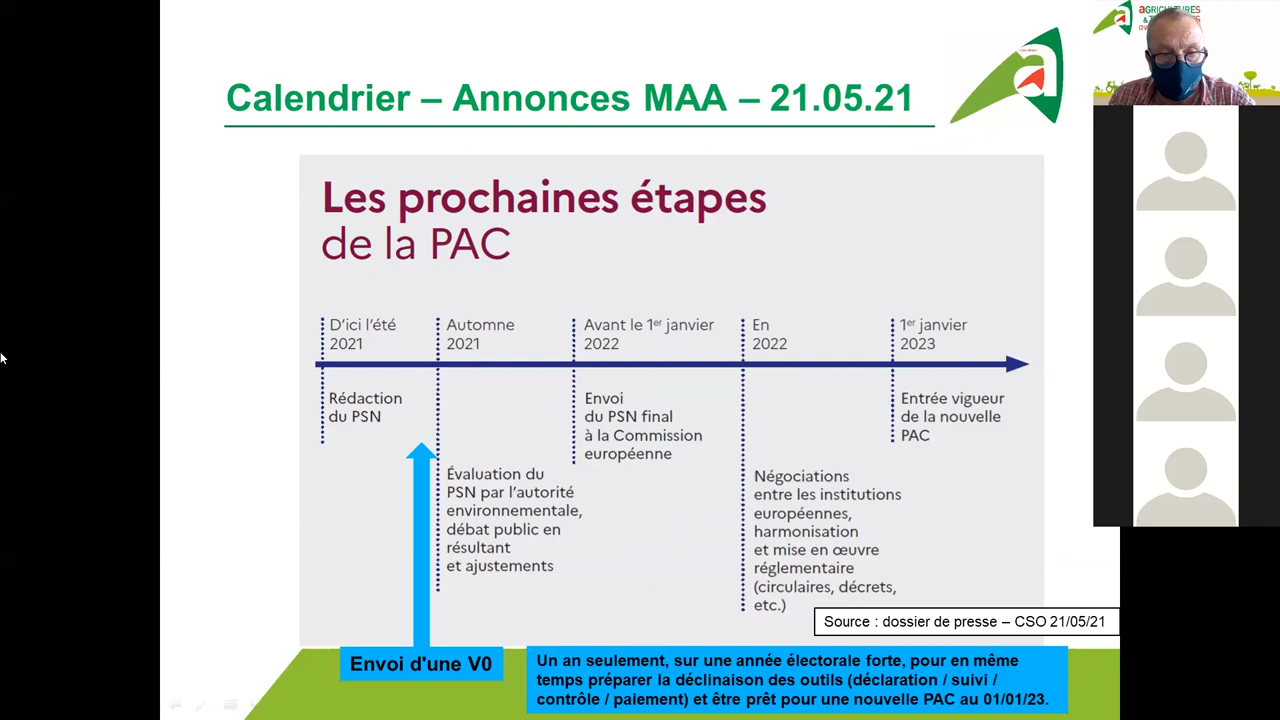 Calendrier – Annonces MAA – 21.05.21
Les prochaines étapes
de la PAC
D'ici l'été
2021
Automne
2021
Avant le 1er janvier
2022
En
2022
1er janvier
2023
Rédaction
du PSN
Évaluation du
PSN par l'autorité
environnementale,
débat public en
résultant
et ajustements
Envoi
du PSN final
à la Commission
européenne
Négociations
entre les institutions
européennes,
harmonisation
et mise en œuvre
réglementaire
(circulaires, décrets,
etc.)
Entrée vigueur
de la nouvelle
PAC
Source : dossier de presse – CSO 21/05/21
Envoi d'une V0
Un an seulement, sur une année électorale forte, pour en même
temps préparer la déclinaison des outils (déclaration / suivi /
contrôle / paiement) et être prêt pour une nouvelle PAC au 01/01/23.